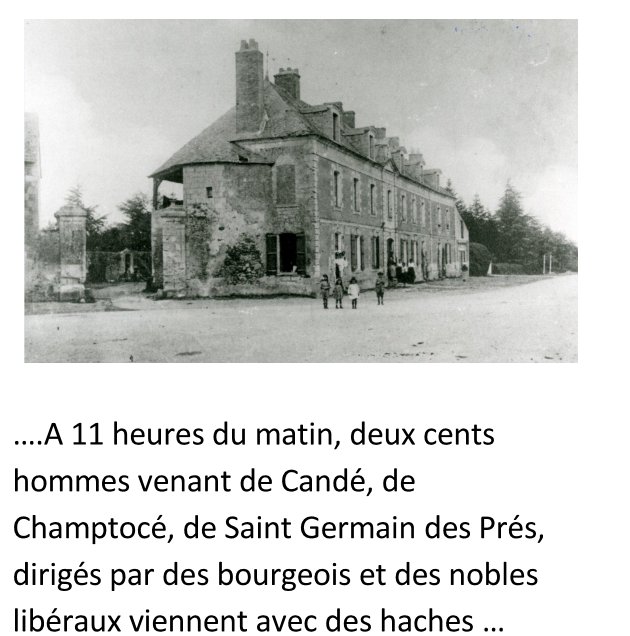 ....A 11 heures du matin, deux cents
hommes venant de Candé, de
Champtocé, de Saint Germain des Prés,
dirigés par des bourgeois et des nobles
libéraux viennent avec des haches ...